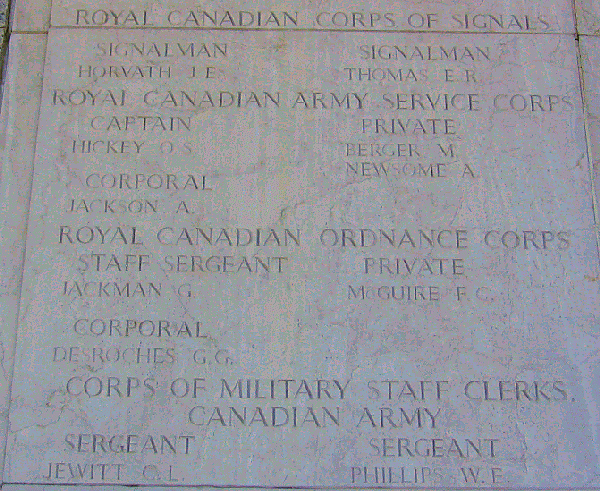 ROYAL CANADIAN CORPS OF SIGNALS
SIGNALMAN SIGNALMAN
HORVATH J.E. THOMAS E.R.
ROYAL CANADIAN ARMY SERVICE CORPS
CAPTAIN PRIVATE
HICKEY O.S. BERGER M.
NEWSOME A.
CORPORAL
JACKSON A.
ROYAL CANADIAN ORDNANCE CORPS
STAFF SERGEANT PRIVATE
JACKMAN G. McGUIRE F.C.
CORPORAL
DESROCHES G.G.
CORPS OF MILITARY STAFF CLERKS,
CANADIAN ARMY
SERGEANT SERGEANT
JEWITT PHILLIPS W.E.